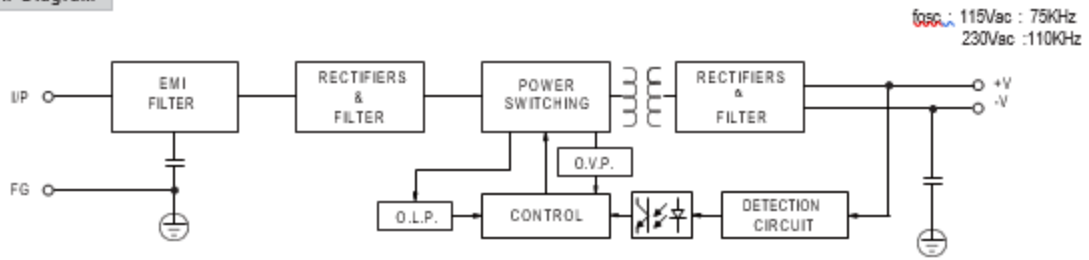 fosc : 115Vac : 75KHz
230Vac :110KHz
EMI
FILTER
RECTIFIERS
&
FILTER
POWER
SWITCHING
RECTIFIERS
&
FILTER
I/P
+V
-V
O.V.P.
FG
O.L.P.
CONTROL
DETECTION
CIRCUIT